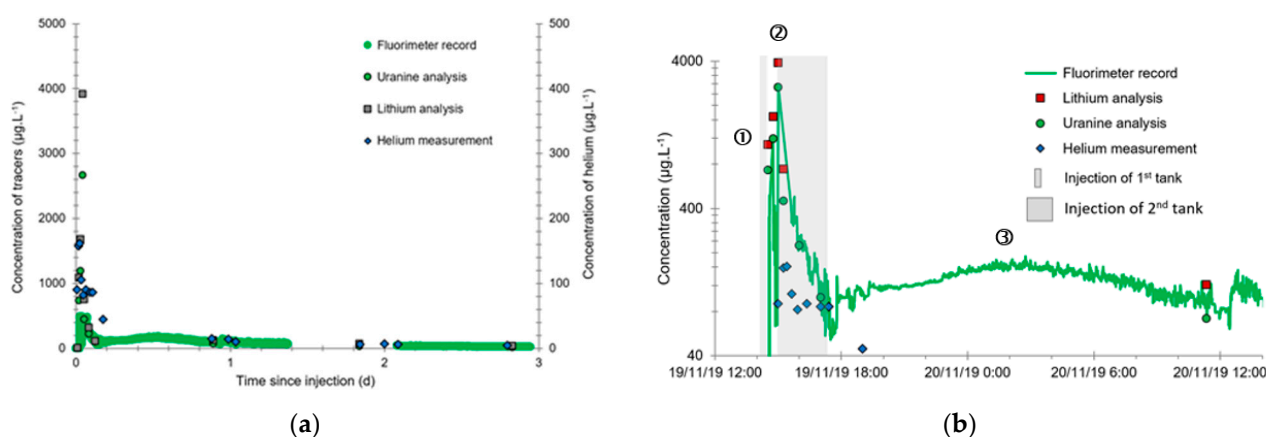 5000
4000
3000
2000
1000
0
Concentration of tracers (µg.L⁻¹)
500
400
300
200
100
0
Concentration of helium (µg.L⁻¹)
Fluorimeter record
Uranine analysis
Lithium analysis
Helium measurement
0 1 2 3
Time since injection (d)
(a)
4000
400
40
Concentration (µg.L⁻¹)
①
②
③
Fluorimeter record
Lithium analysis
Uranine analysis
Helium measurement
Injection of 1st tank
Injection of 2nd tank
19/11/19 12:00 19/11/19 18:00 20/11/19 0:00 20/11/19 6:00 20/11/19 12:00
(b)